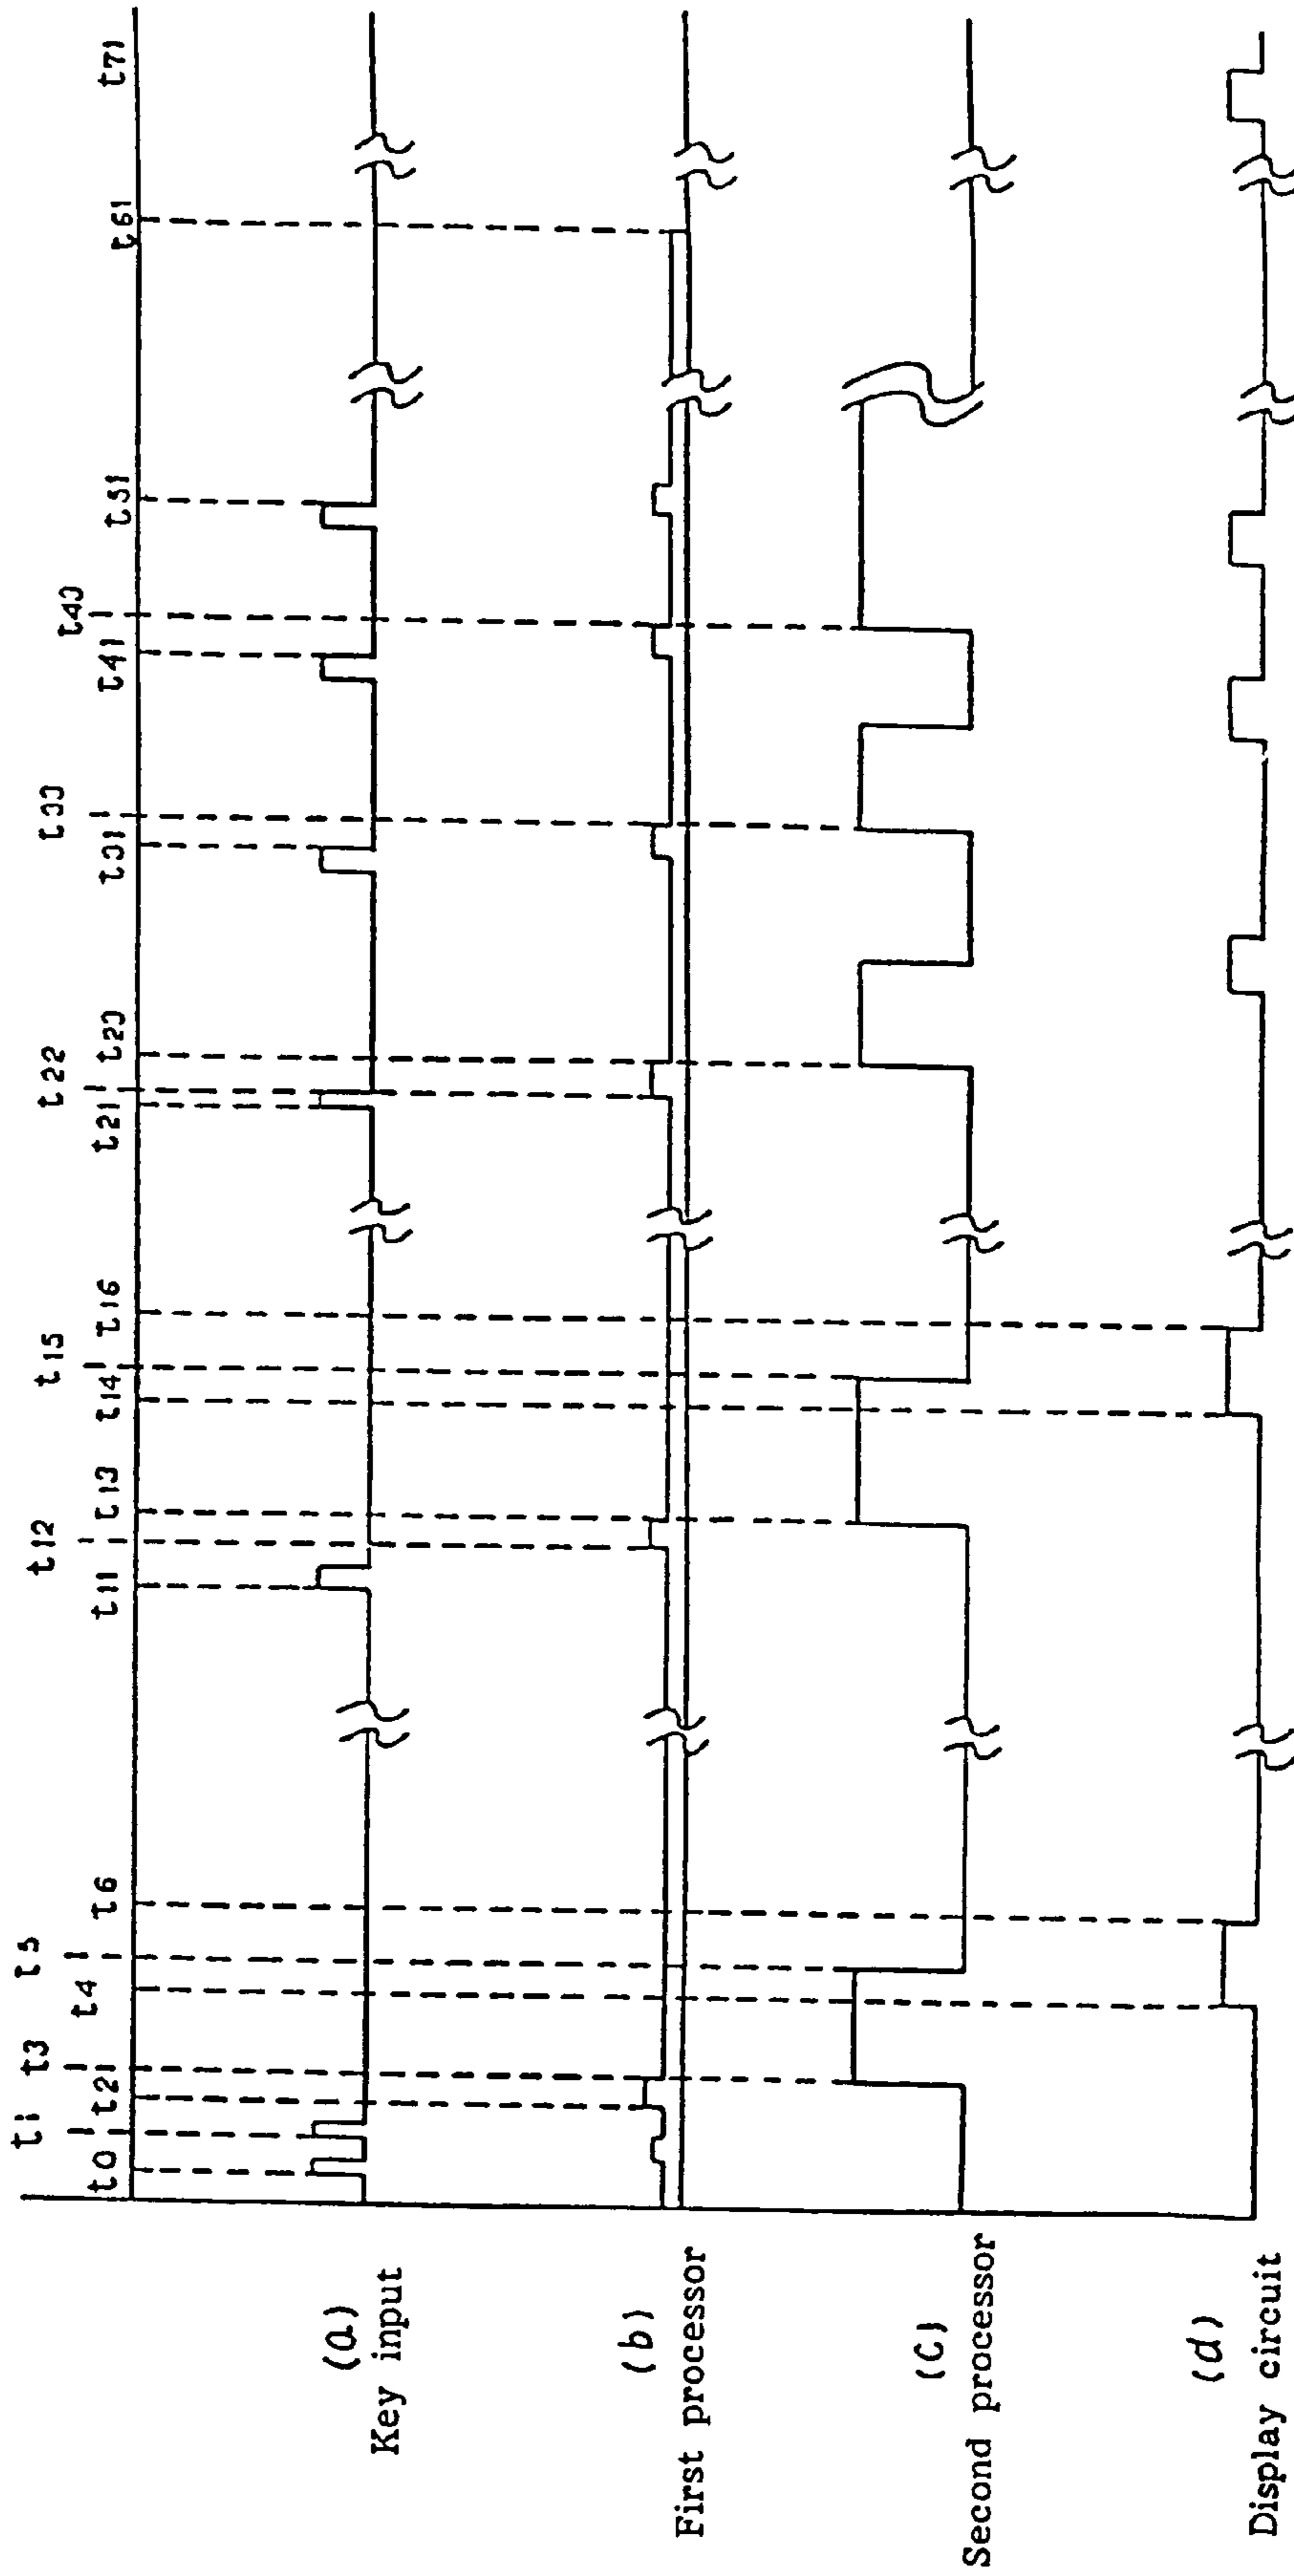 t1 t3 t5 t12 t15 t22 t33 t43
t0 t21 t4 t6 t11 t13 t14 t16 t21 t23 t31 t41 t51 t61 t71
(a)
Key input
(b)
First processor
(C)
Second processor
(d)
Display circuit